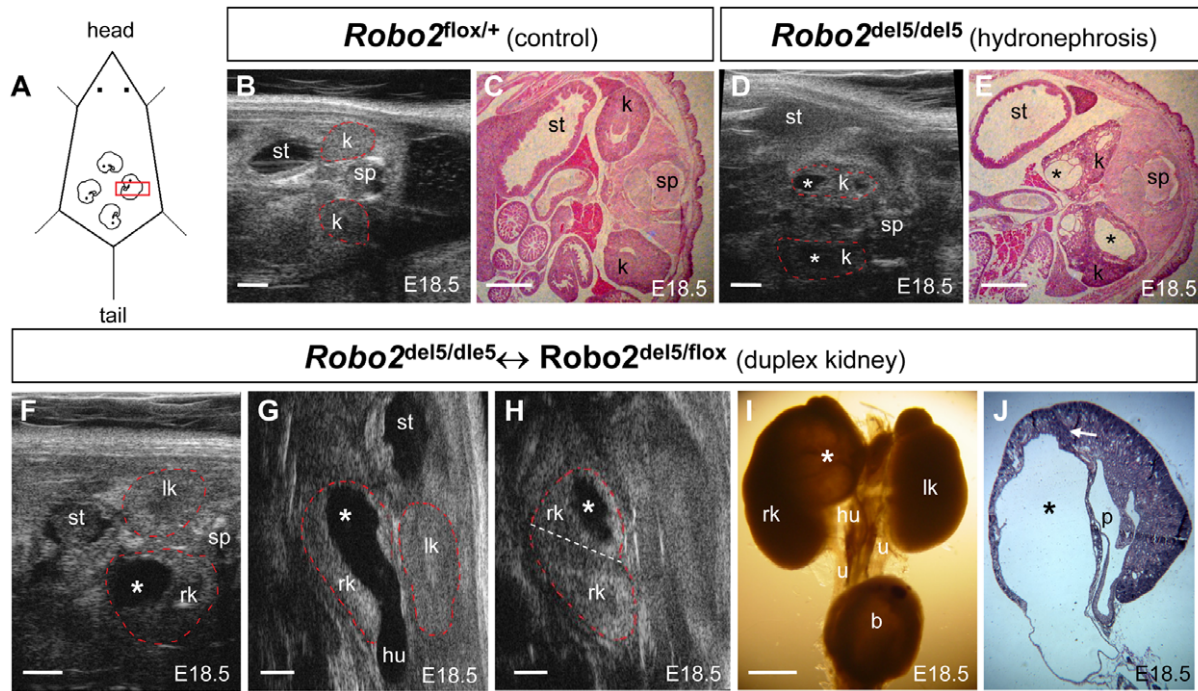 A
head
tail
Robo2flox/+ (control)
Robo2del5/del5 (hydronephrosis)
B
st
k
sp
k
E18.5
C
st
k
sp
k
E18.5
D
st
*
k
sp
*
k
E18.5
E
st
*
k
sp
*
k
E18.5
Robo2del5/dle5↔ Robo2del5/flox (duplex kidney)
F
lk
st
sp
*
rk
E18.5
G
st
*
lk
rk
hu
E18.5
H
rk
*
rk
E18.5
I
*
lk
rk
hu
u
u
b
E18.5
J
*
p
E18.5